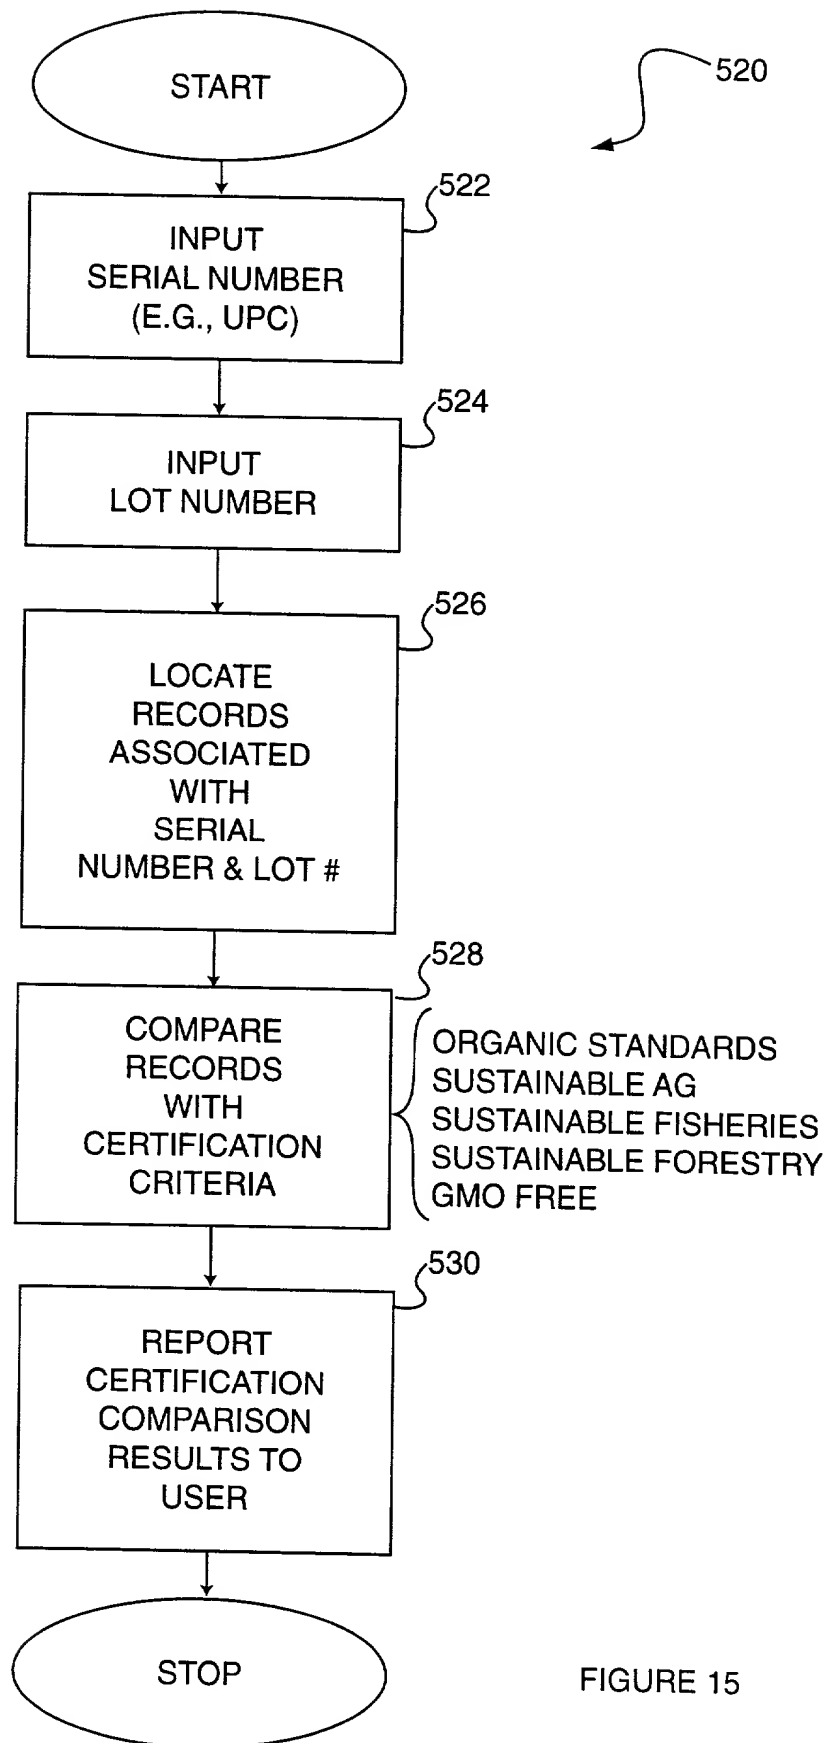 START
520
522
INPUT
SERIAL NUMBER
(E.G., UPC)
524
INPUT
LOT NUMBER
526
LOCATE
RECORDS
ASSOCIATED
WITH
SERIAL
NUMBER & LOT #
528
COMPARE
RECORDS
WITH
CERTIFICATION
CRITERIA
ORGANIC STANDARDS
SUSTAINABLE AG
SUSTAINABLE FISHERIES
SUSTAINABLE FORESTRY
GMO FREE
530
REPORT
CERTIFICATION
COMPARISON
RESULTS TO
USER
STOP
FIGURE 15